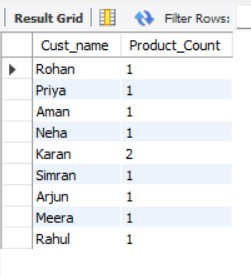 Result Grid Filter Rows:
Cust_name Product_Count
Rohan 1
Priya 1
Aman 1
Neha 1
Karan 2
Simran 1
Arjun 1
Meera 1
Rahul 1